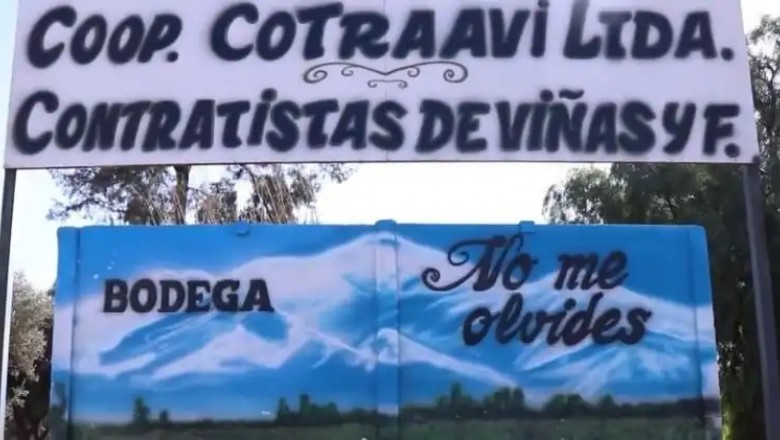 COOP. COTRAAVI LTDA.
CONTRATISTAS DE VIÑAS Y F.
BODEGA
No me
olvides